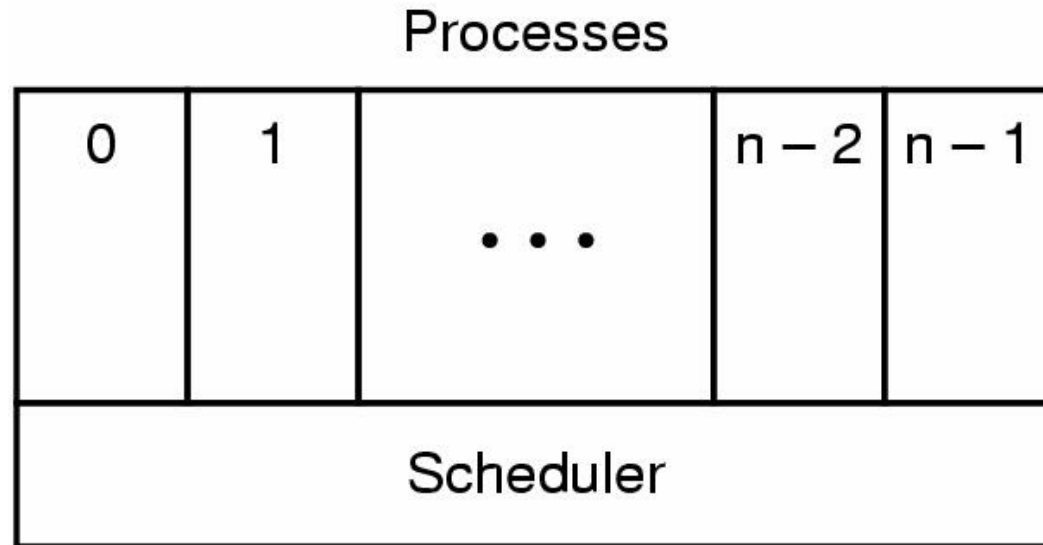 Processes
0 1 • • • n – 2 n – 1
Scheduler